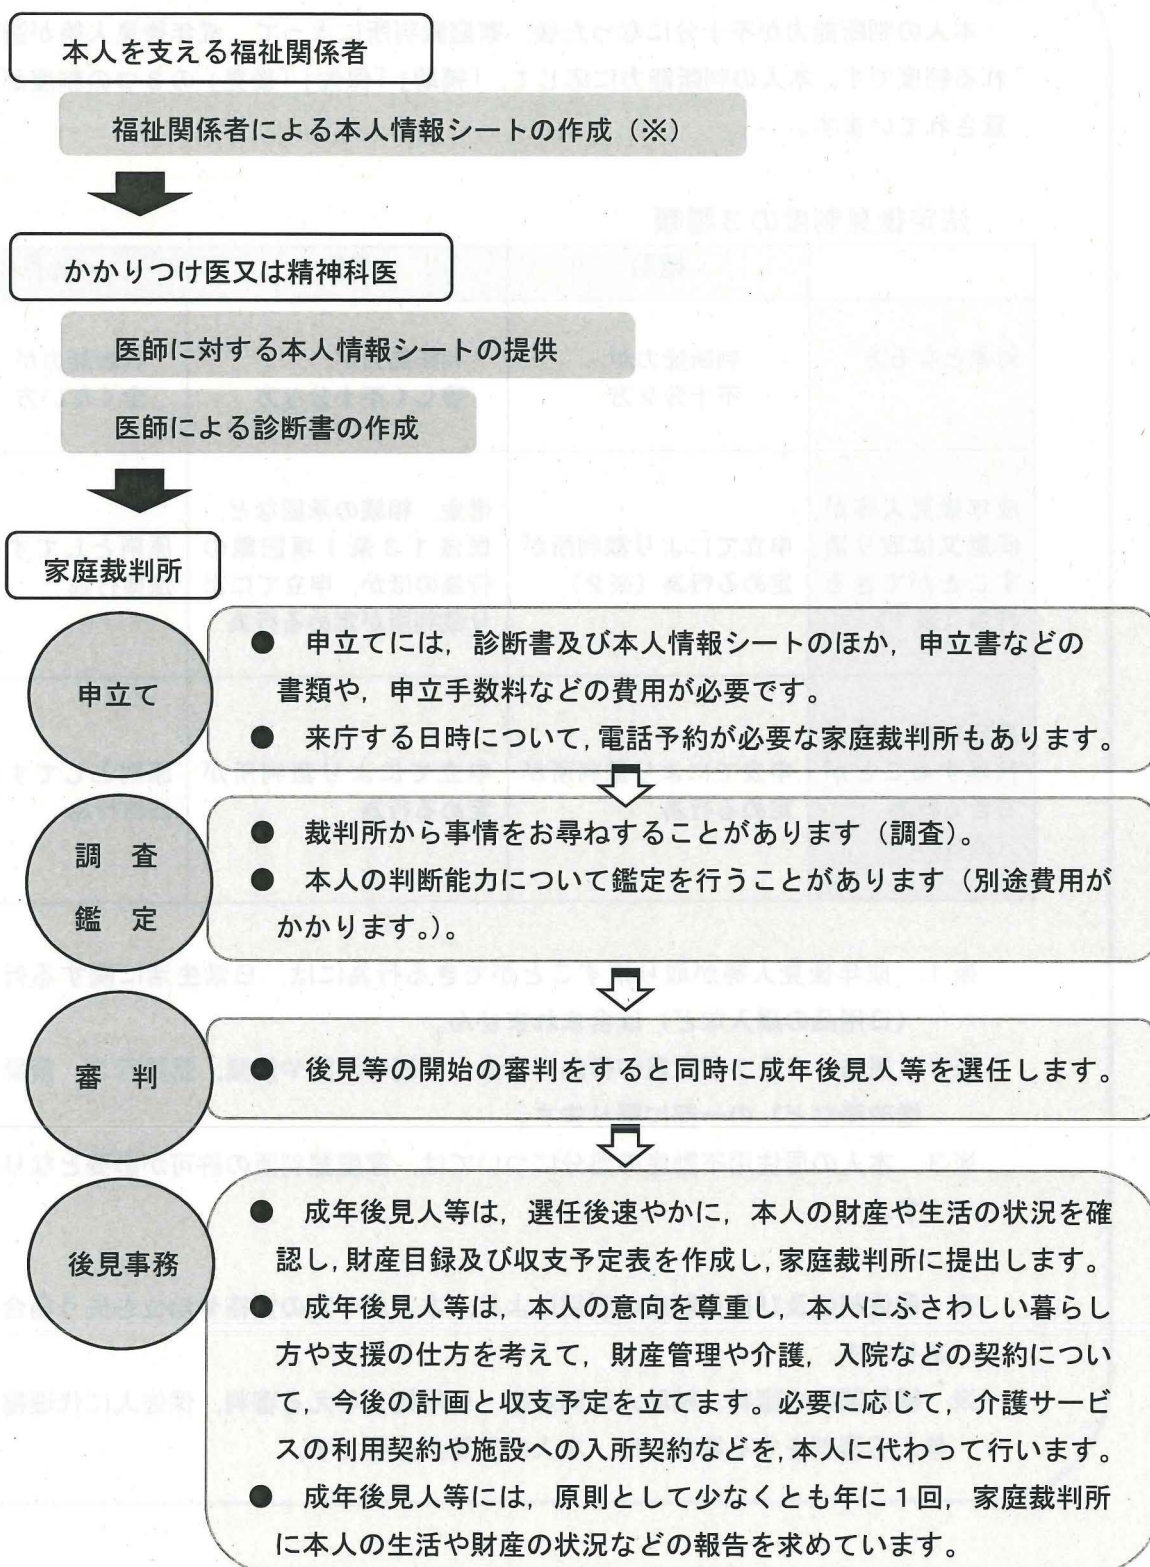 本人を支える福祉関係者
福祉関係者による本人情報シートの作成（※）
かかりつけ医又は精神科医
医師に対する本人情報シートの提供
医師による診断書の作成
家庭裁判所
申立て
●　申立てには，診断書及び本人情報シートのほか，申立書などの
書類や，申立手数料などの費用が必要です。
●　来庁する日時について，電話予約が必要な家庭裁判所もあります。
調　査
鑑　定
●　裁判所から事情をお尋ねすることがあります（調査）。
●　本人の判断能力について鑑定を行うことがあります（別途費用が
かかります。）。
審　判
●　後見等の開始の審判をすると同時に成年後見人等を選任します。
後見事務
●　成年後見人等は，選任後速やかに，本人の財産や生活の状況を確
認し，財産目録及び収支予定表を作成し，家庭裁判所に提出します。
●　成年後見人等は，本人の意向を尊重し，本人にふさわしい暮らし
方や支援の仕方を考えて，財産管理や介護，入院などの契約につい
て，今後の計画と収支予定を立てます。必要に応じて，介護サービ
スの利用契約や施設への入所契約などを，本人に代わって行います。
●　成年後見人等には，原則として少なくとも年に１回，家庭裁判所
に本人の生活や財産の状況などの報告を求めています。